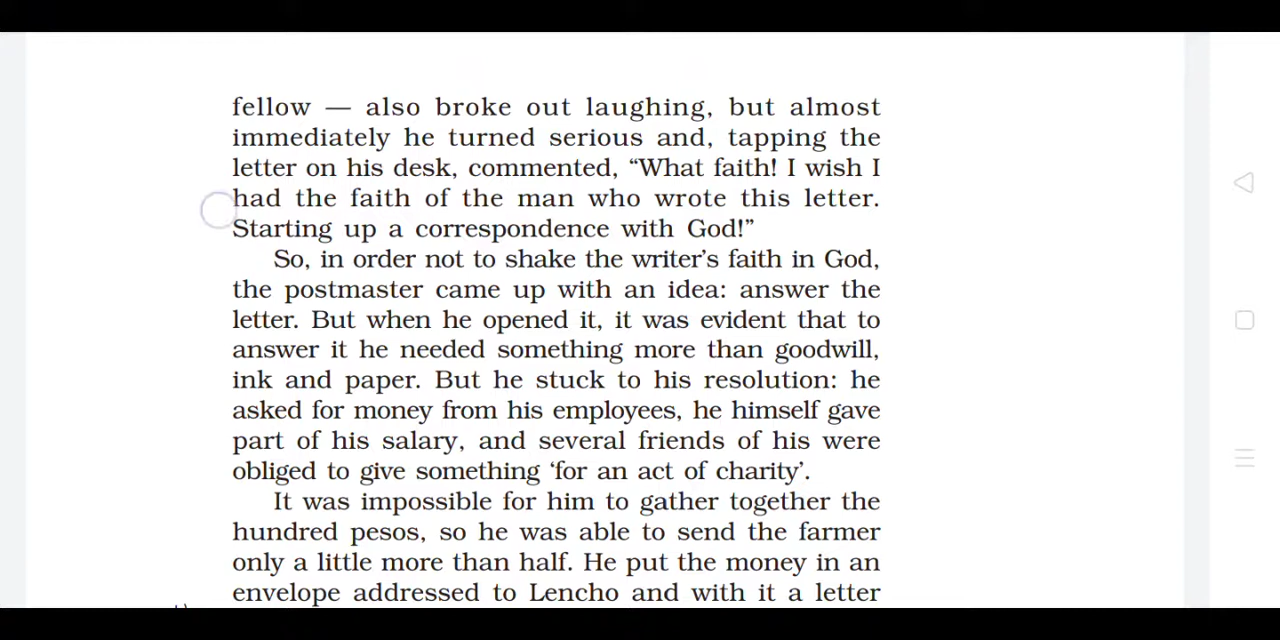 fellow — also broke out laughing, but almost
immediately he turned serious and, tapping the
letter on his desk, commented, “What faith! I wish I
had the faith of the man who wrote this letter.
Starting up a correspondence with God!”
So, in order not to shake the writer’s faith in God,
the postmaster came up with an idea: answer the
letter. But when he opened it, it was evident that to
answer it he needed something more than goodwill,
ink and paper. But he stuck to his resolution: he
asked for money from his employees, he himself gave
part of his salary, and several friends of his were
obliged to give something ‘for an act of charity’.
It was impossible for him to gather together the
hundred pesos, so he was able to send the farmer
only a little more than half. He put the money in an
envelope addressed to Lencho and with it a letter